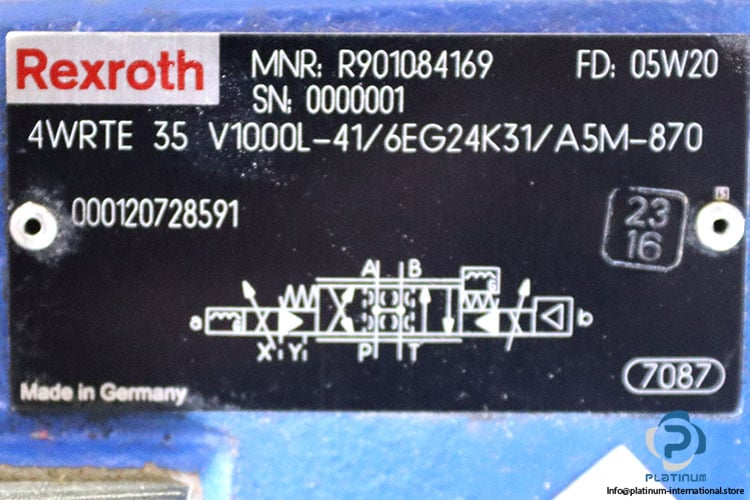 Rexroth
MNR: R901084169 FD: 05W20
SN: 0000001
4WRTE 35 V1000L-41/6EG24K31/A5M-870
000120728591
23
16
A B
G
a G b
X Y P T
Made in Germany
7087
P
PLATINUM
Info@platinum-international.store